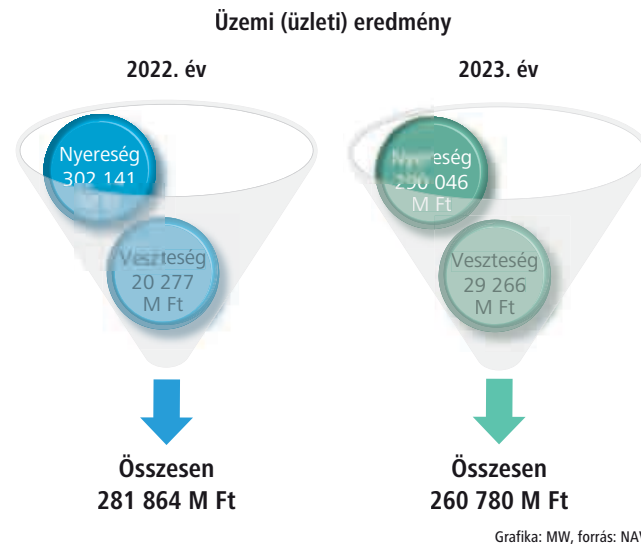 Üzemi (üzleti) eredmény
2022. év
Nyereség
302 141
Veszteség
20 277
M Ft
Összesen
281 864 M Ft
2023. év
Nyereség
290 046
M Ft
Veszteség
29 266
M Ft
Összesen
260 780 M Ft
Grafika: MW, forrás: NAV